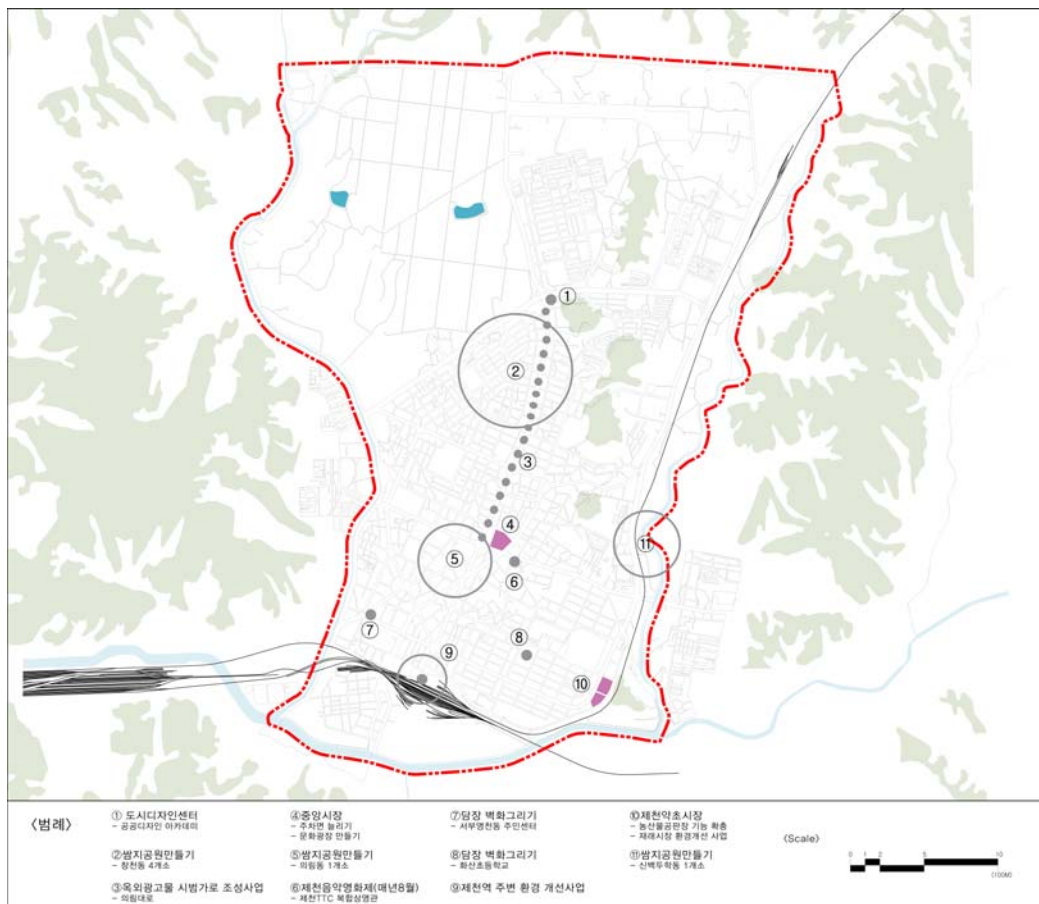 ①
②
③
④
⑤
⑥
⑦
⑧
⑨
⑩
⑪
〈범례〉
① 도시디자인센터
- 공공디자인 아카데미
②쌈지공원만들기
- 청전동 4개소
③옥외광고물 시범가로 조성사업
- 의림대로
④중앙시장
- 주차면 늘리기
- 문화광장 만들기
⑤쌈지공원만들기
- 의림동 1개소
⑥제천음악영화제(매년8월)
- 제천TTC 복합상영관
⑦담장 벽화그리기
- 서부영천동 주민센터
⑧담장 벽화그리기
- 화산초등학교
⑨제천역 주변 환경 개선사업
⑩제천약초시장
- 농산물공판장 기능 확충
- 재래시장 환경개선 사업
⑪쌈지공원만들기
- 신백두학동 1개소
〈Scale〉
0 1 2 5 10
(100M)